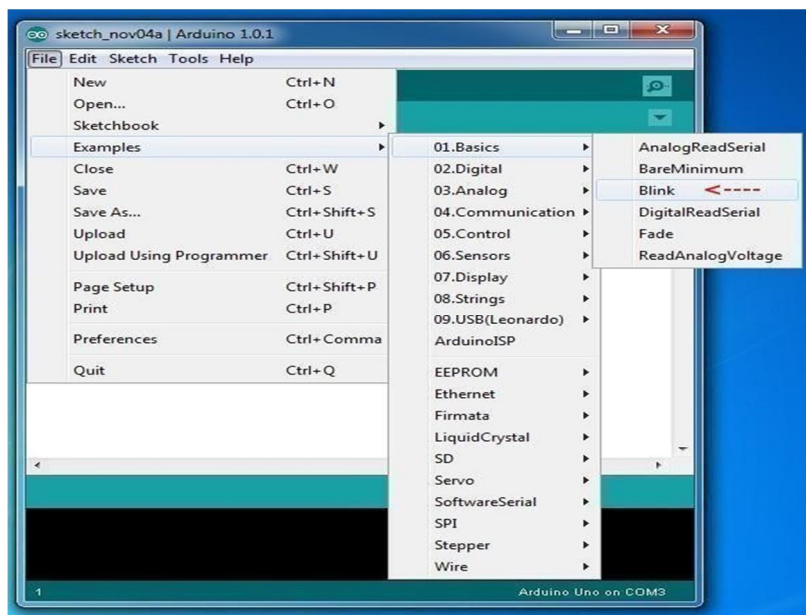 sketch_nov04a | Arduino 1.0.1
File Edit Sketch Tools Help
New Ctrl+N
Open... Ctrl+O
Sketchbook
Examples
Close Ctrl+W
Save Ctrl+S
Save As... Ctrl+Shift+S
Upload Ctrl+U
Upload Using Programmer Ctrl+Shift+U
Page Setup Ctrl+Shift+P
Print Ctrl+P
Preferences Ctrl+Comma
Quit Ctrl+Q
01.Basics
02.Digital
03.Analog
04.Communication
05.Control
06.Sensors
07.Display
08.Strings
09.USB(Leonardo)
ArduinoISP
EEPROM
Ethernet
Firmata
LiquidCrystal
SD
Servo
SoftwareSerial
SPI
Stepper
Wire
AnalogReadSerial
BareMinimum
Blink <----
DigitalReadSerial
Fade
ReadAnalogVoltage
1 Arduino Uno on COM3